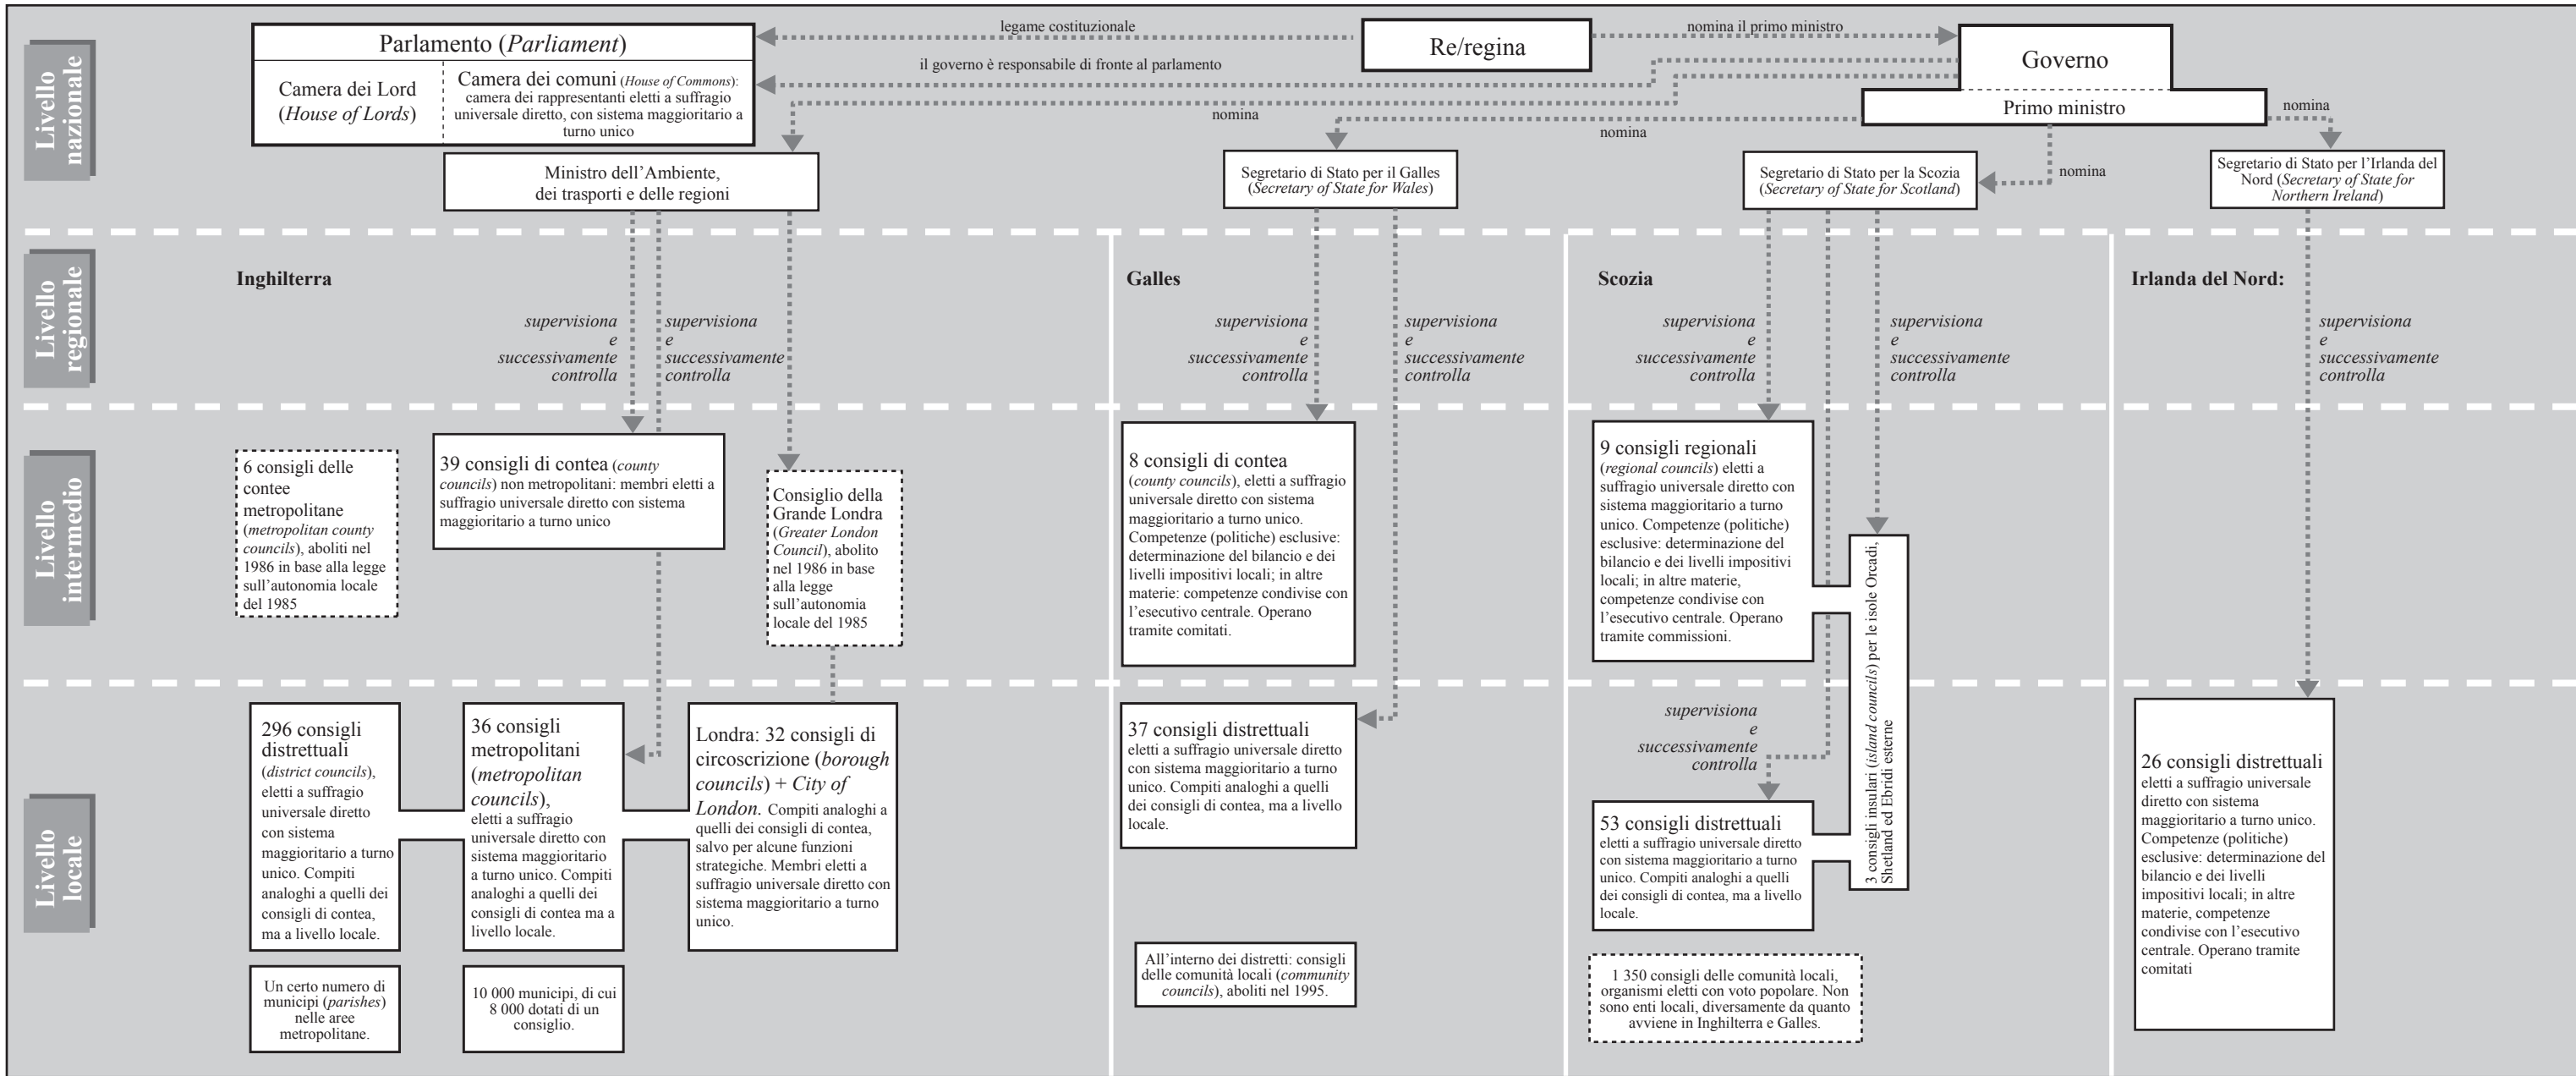 Livello
nazionale
Parlamento (Parliament)
Camera dei Lord
(House of Lords)
Camera dei comuni (House of Commons):
camera dei rappresentanti eletti a suffragio
universale diretto, con sistema maggioritario a
turno unico
legame costituzionale
Re/regina
nomina il primo ministro
il governo è responsabile di fronte al parlamento
Governo
Primo ministro
nomina
nomina
nomina
nomina
Ministro dell’Ambiente,
dei trasporti e delle regioni
Segretario di Stato per il Galles
(Secretary of State for Wales)
Segretario di Stato per la Scozia
(Secretary of State for Scotland)
Segretario di Stato per l’Irlanda del
Nord (Secretary of State for
Northern Ireland)
Livello
regionale
Inghilterra
supervisiona
e
successivamente
controlla
supervisiona
e
successivamente
controlla
Galles
supervisiona
e
successivamente
controlla
supervisiona
e
successivamente
controlla
Scozia
supervisiona
e
successivamente
controlla
supervisiona
e
successivamente
controlla
Irlanda del Nord:
supervisiona
e
successivamente
controlla
Livello
intermedio
6 consigli delle
contee
metropolitane
(metropolitan county
councils), aboliti nel
1986 in base alla legge
sull’autonomia locale
del 1985
39 consigli di contea (county
councils) non metropolitani: membri eletti a
suffragio universale diretto con sistema
maggioritario a turno unico
Consiglio della
Grande Londra
(Greater London
Council), abolito
nel 1986 in base
alla legge
sull’autonomia
locale del 1985
8 consigli di contea
(county councils), eletti a suffragio
universale diretto con sistema
maggioritario a turno unico.
Competenze (politiche) esclusive:
determinazione del bilancio e dei
livelli impositivi locali; in altre
materie: competenze condivise con
l’esecutivo centrale. Operano
tramite comitati.
9 consigli regionali
(regional councils) eletti a
suffragio universale diretto con
sistema maggioritario a turno
unico. Competenze (politiche)
esclusive: determinazione del
bilancio e dei livelli impositivi
locali; in altre materie,
competenze condivise con
l’esecutivo centrale. Operano
tramite commissioni.
3 consigli insulari (island councils) per le isole Orcadi,
Shetland ed Ebridi esterne
Livello
locale
296 consigli
distrettuali
(district councils),
eletti a suffragio
universale diretto
con sistema
maggioritario a turno
unico. Compiti
analoghi a quelli dei
consigli di contea,
ma a livello locale.
36 consigli
metropolitani
(metropolitan
councils),
eletti a suffragio
universale diretto con
sistema maggioritario
a turno unico. Compiti
analoghi a quelli dei
consigli di contea ma a
livello locale.
Londra: 32 consigli di
circoscrizione (borough
councils) + City of
London. Compiti analoghi a
quelli dei consigli di contea,
salvo per alcune funzioni
strategiche. Membri eletti a
suffragio universale diretto con
sistema maggioritario a turno
unico.
37 consigli distrettuali
eletti a suffragio universale diretto
con sistema maggioritario a turno
unico. Compiti analoghi a quelli
dei consigli di contea, ma a livello
locale.
supervisiona
e
successivamente
controlla
53 consigli distrettuali
eletti a suffragio universale diretto
con sistema maggioritario a turno
unico. Compiti analoghi a quelli
dei consigli di contea, ma a livello
locale.
26 consigli distrettuali
eletti a suffragio universale
diretto con sistema
maggioritario a turno unico.
Competenze (politiche)
esclusive: determinazione del
bilancio e dei livelli
impositivi locali; in altre
materie, competenze
condivise con l’esecutivo
centrale. Operano tramite
comitati
Un certo numero di
municipi (parishes)
nelle aree
metropolitane.
10 000 municipi, di cui
8 000 dotati di un
consiglio.
All’interno dei distretti: consigli
delle comunità locali (community
councils), aboliti nel 1995.
1 350 consigli delle comunità locali,
organismi eletti con voto popolare. Non
sono enti locali, diversamente da quanto
avviene in Inghilterra e Galles.